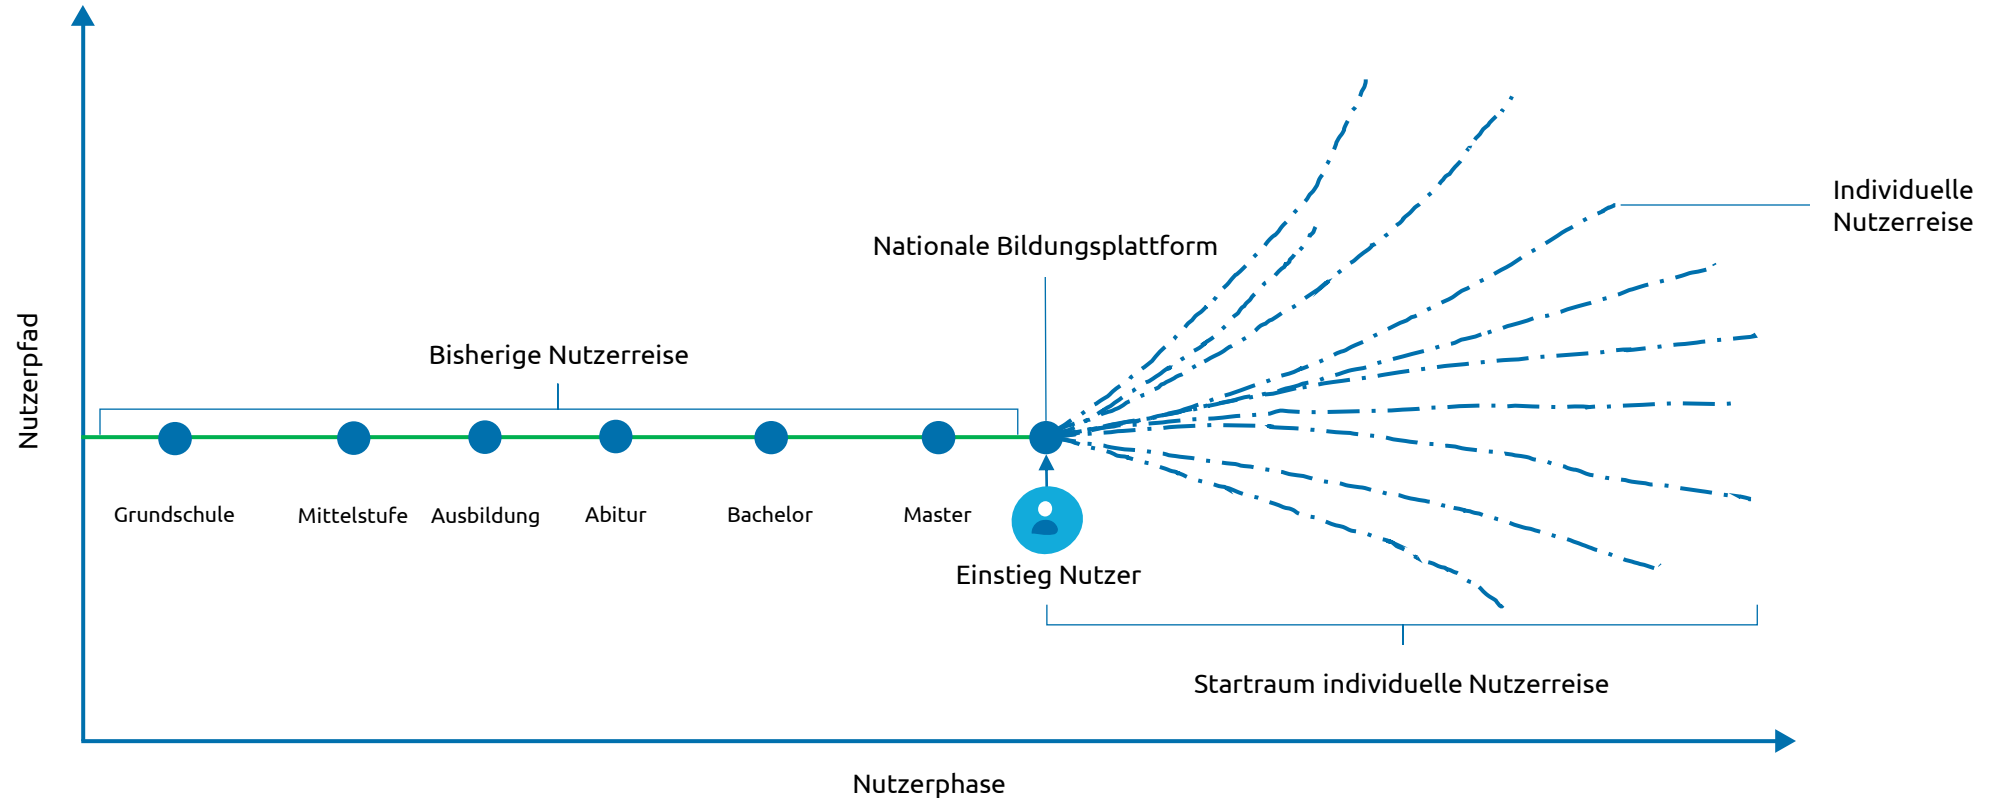 Individuelle
Nutzerreise
Nationale Bildungsplattform
Bisherige Nutzerreise
Nutzerpfad
Grundschule
Mittelstufe
Ausbildung
Abitur
Bachelor
Master
Einstieg Nutzer
Startraum individuelle Nutzerreise
Nutzerphase